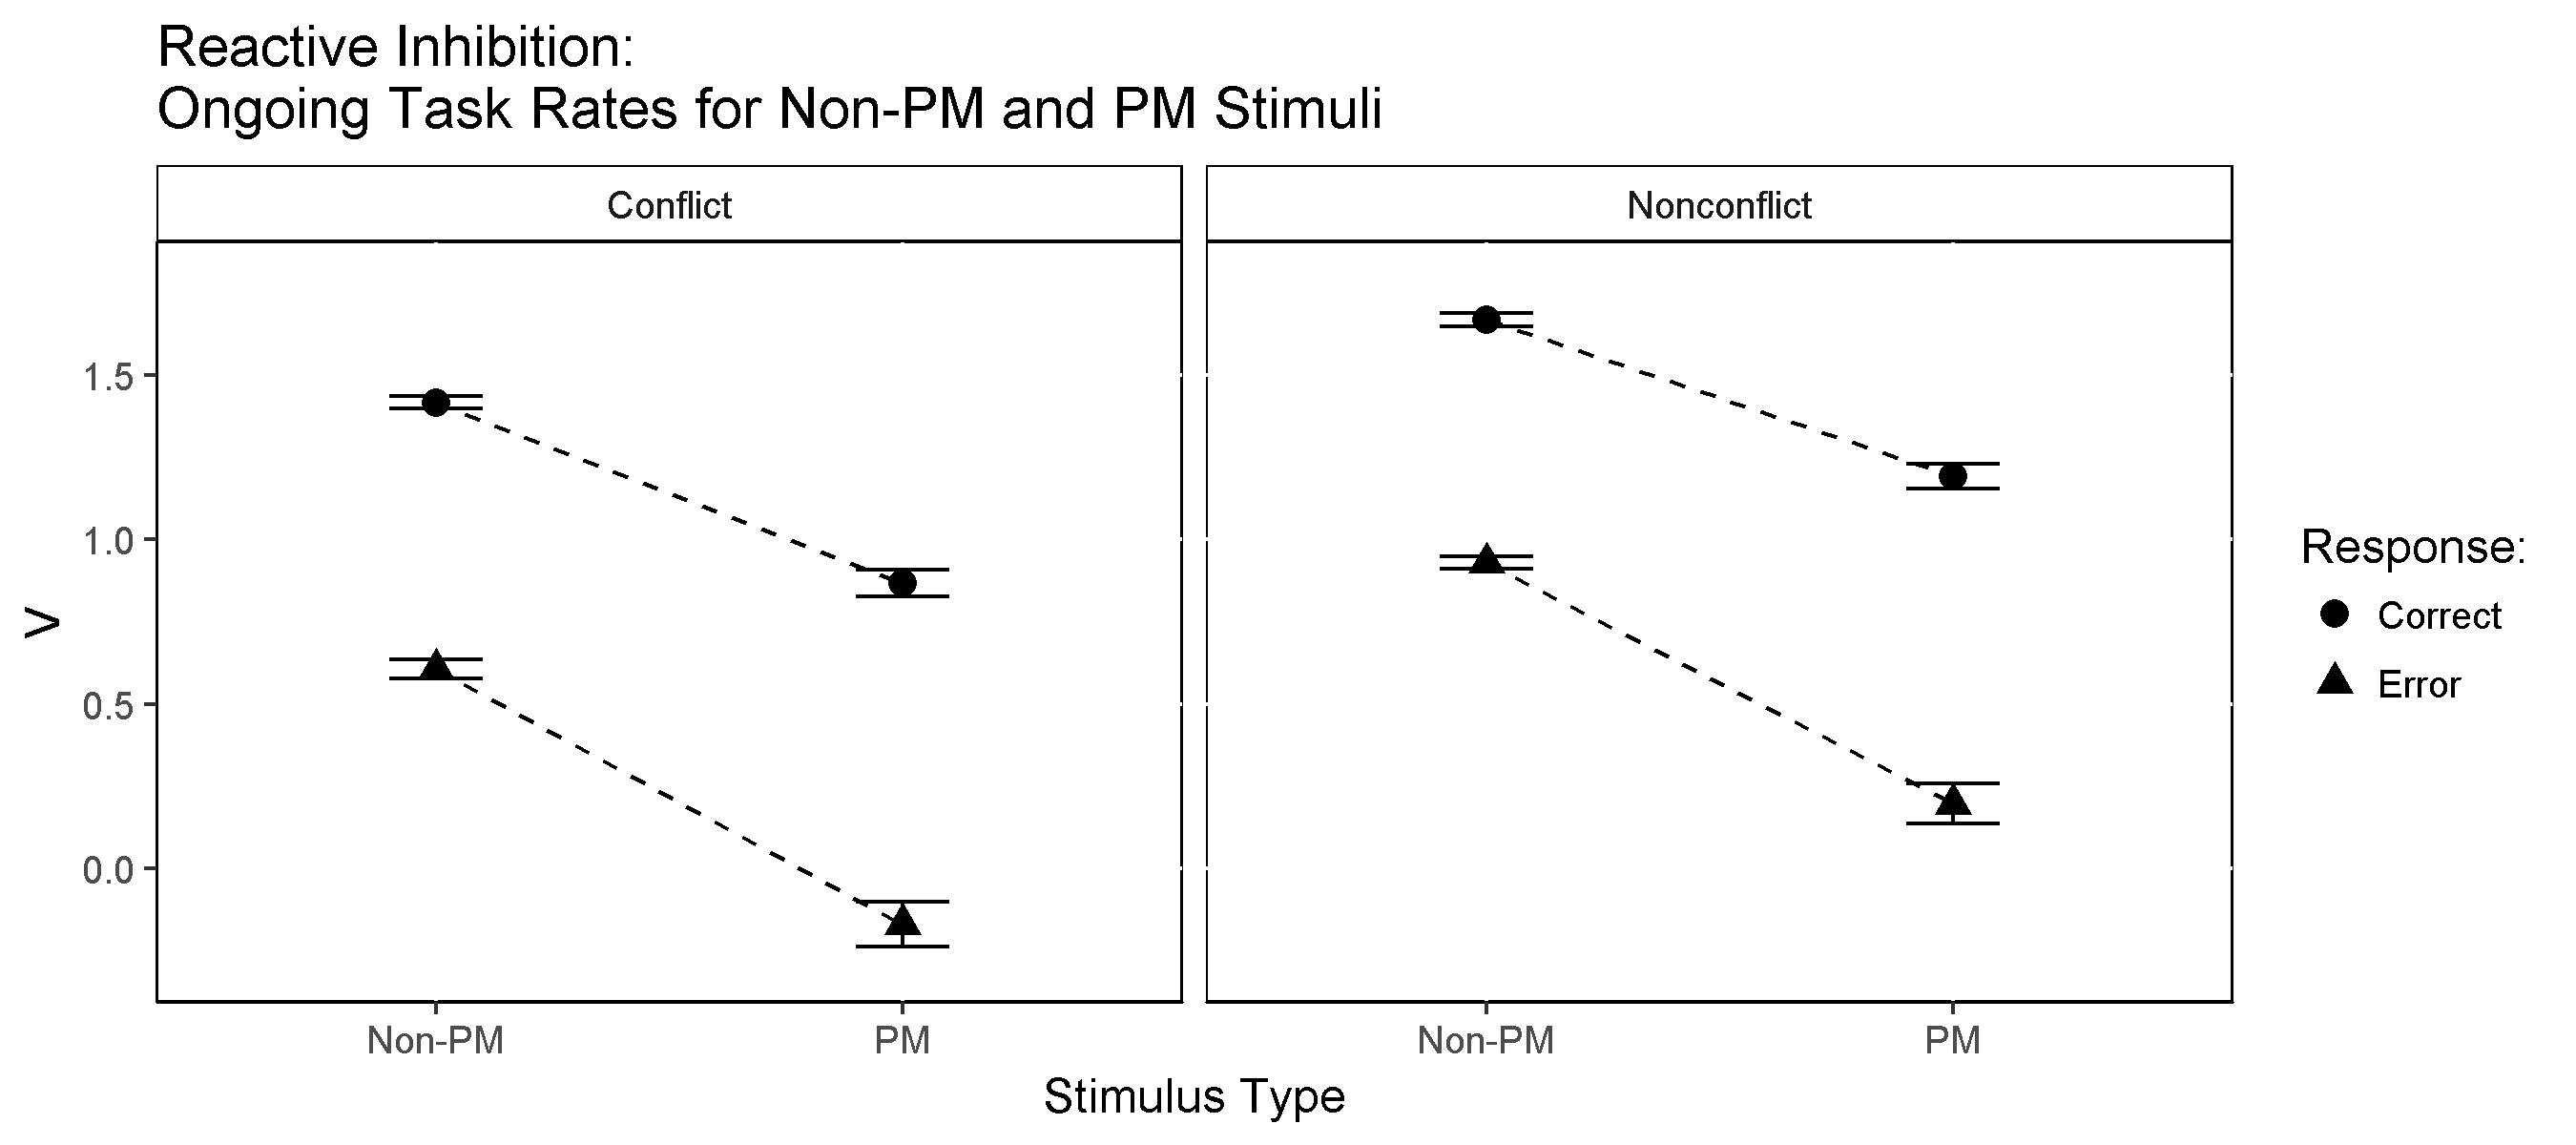 Reactive Inhibition:
Ongoing Task Rates for Non-PM and PM Stimuli
Conflict
Nonconflict
V
1.5
1.0
0.5
0.0
Non-PM
PM
Non-PM
PM
Stimulus Type
Response:
Correct
Error